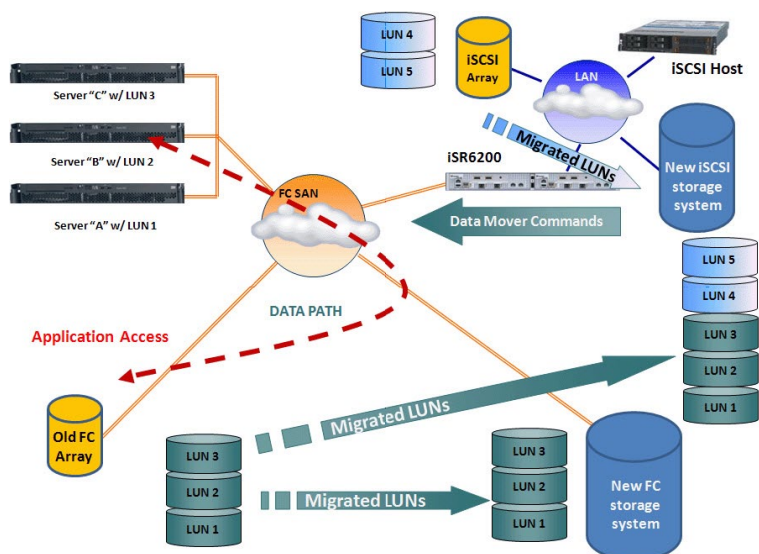 LUN 4
LUN 5
iSCSI
Array
LAN
iSCSI Host
Server "C" w/ LUN 3
Server "B" w/ LUN 2
Server "A" w/ LUN 1
FC SAN
iSR6200
Migrated LUNs
New iSCSI
storage
system
Data Mover Commands
DATA PATH
Application Access
LUN 5
LUN 4
LUN 3
LUN 2
LUN 1
Migrated LUNs
Old FC
Array
LUN 3
LUN 2
LUN 1
Migrated LUNs
LUN 3
LUN 2
LUN 1
New FC
storage
system